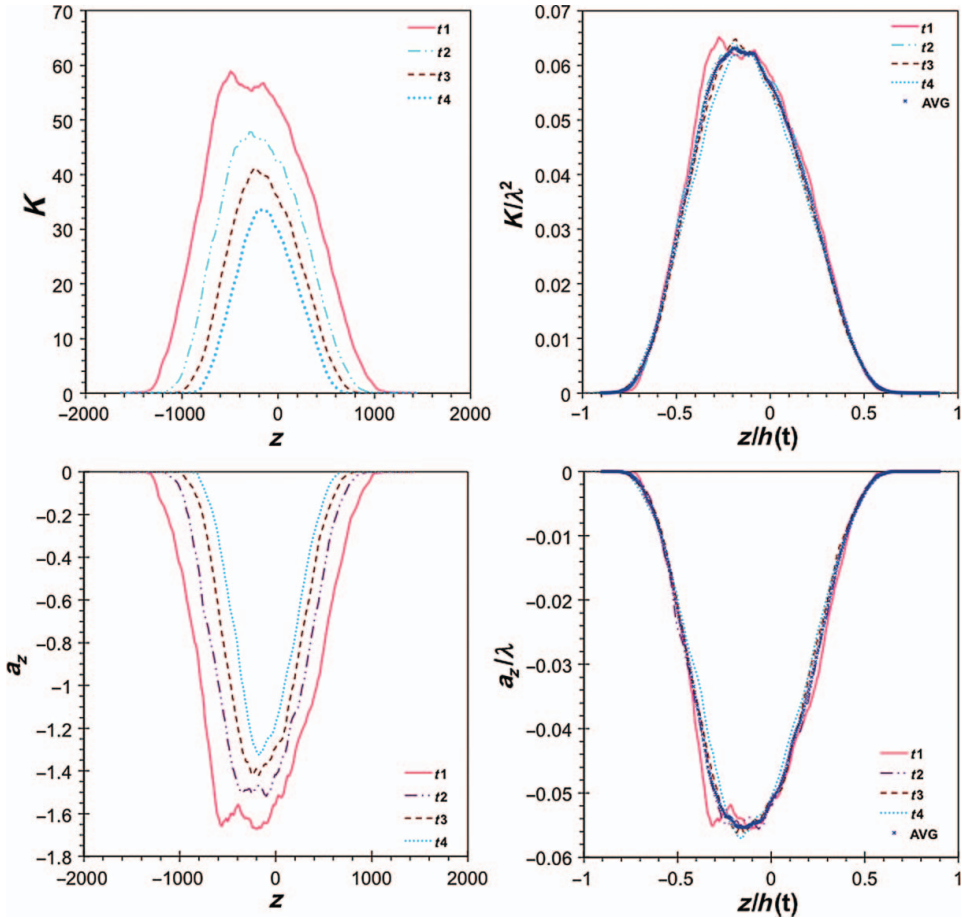 70
60
50
40
30
20
10
0
K
−2000 −1000 0 1000 2000
z
t1
t2
t3
t4
0.07
0.06
0.05
0.04
0.03
0.02
0.01
0
K/λ²
−1 −0.5 0 0.5 1
z/h(t)
t1
t2
t3
t4
AVG
0
−0.2
−0.4
−0.6
−0.8
−1
−1.2
−1.4
−1.6
−1.8
a_z
−2000 −1000 0 1000 2000
z
t1
t2
t3
t4
0
−0.01
−0.02
−0.03
−0.04
−0.05
−0.06
a_z/λ
−1 −0.5 0 0.5 1
z/h(t)
t1
t2
t3
t4
AVG